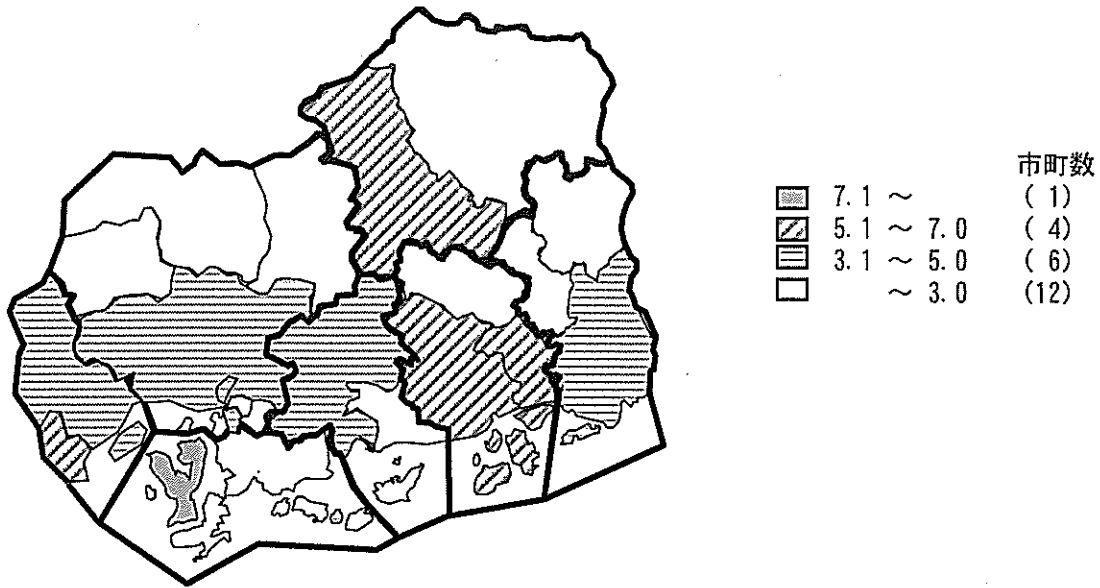 市町数
7.1 ～ ( 1)
5.1 ～ 7.0 ( 4)
3.1 ～ 5.0 ( 6)
～ 3.0 (12)